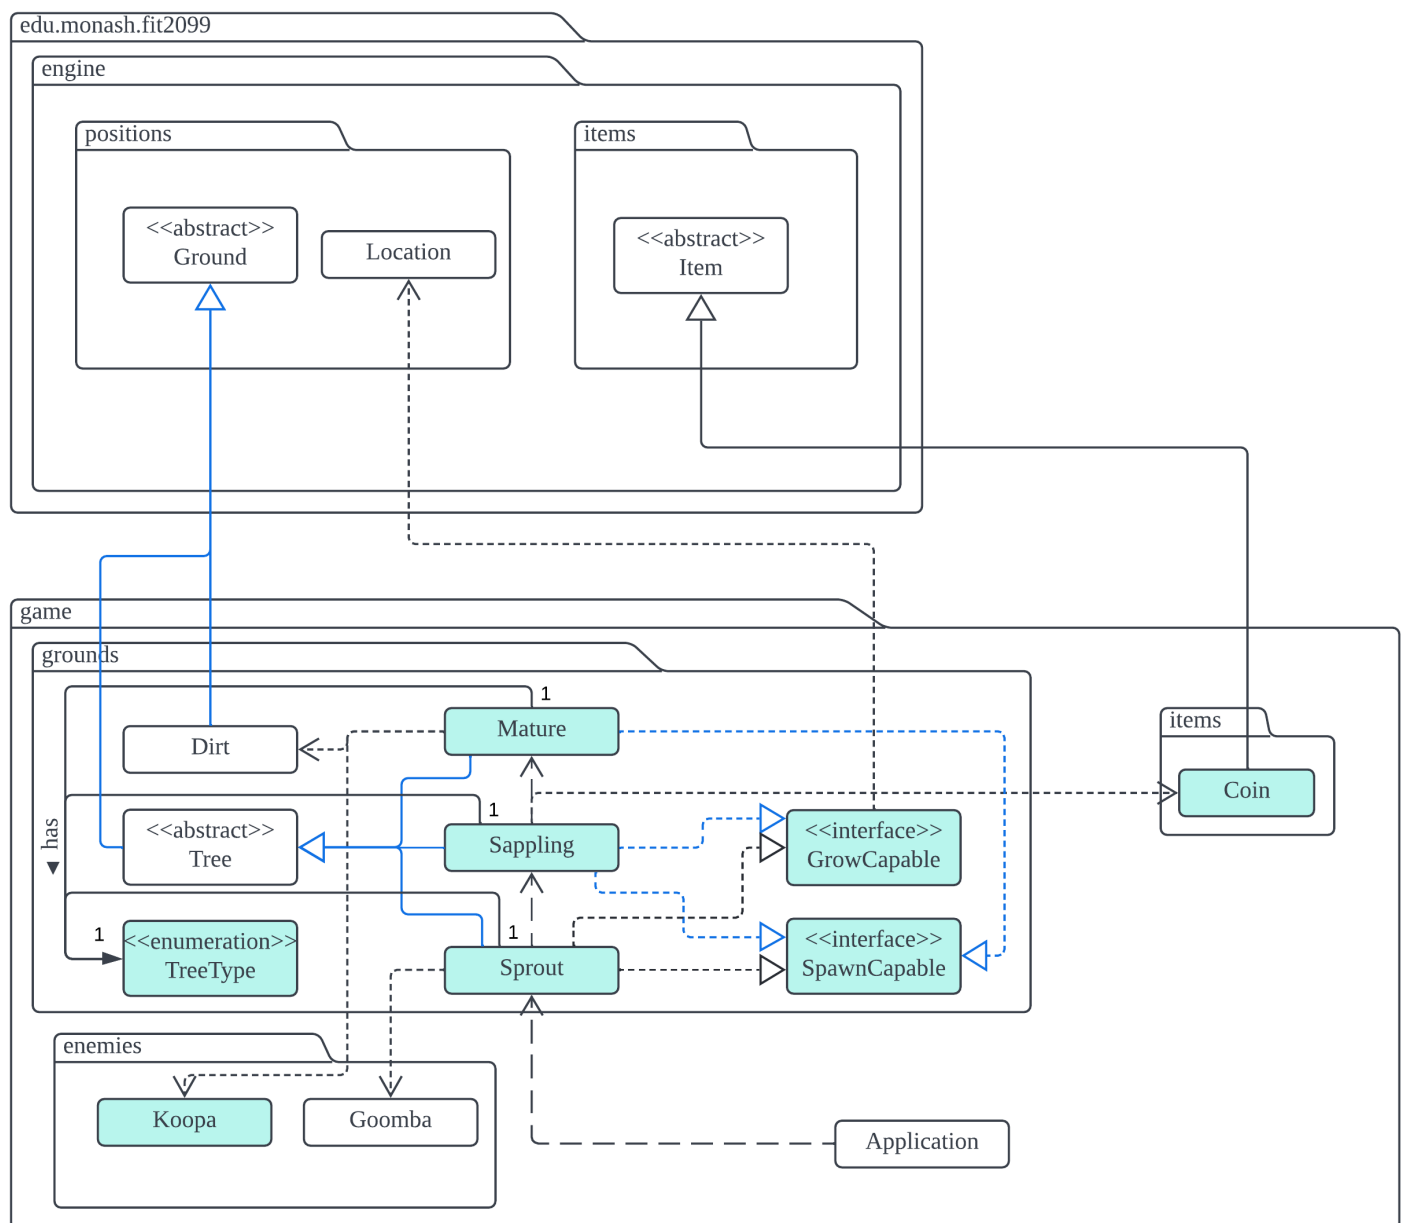 edu.monash.fit2099
engine
positions
items
<<abstract>>
Ground
Location
<<abstract>>
Item
game
grounds
1
Mature
Dirt
items
Coin
1
<<abstract>>
Tree
Sappling
<<interface>>
GrowCapable
has
1
1
<<enumeration>>
TreeType
Sprout
<<interface>>
SpawnCapable
enemies
Koopa
Goomba
Application